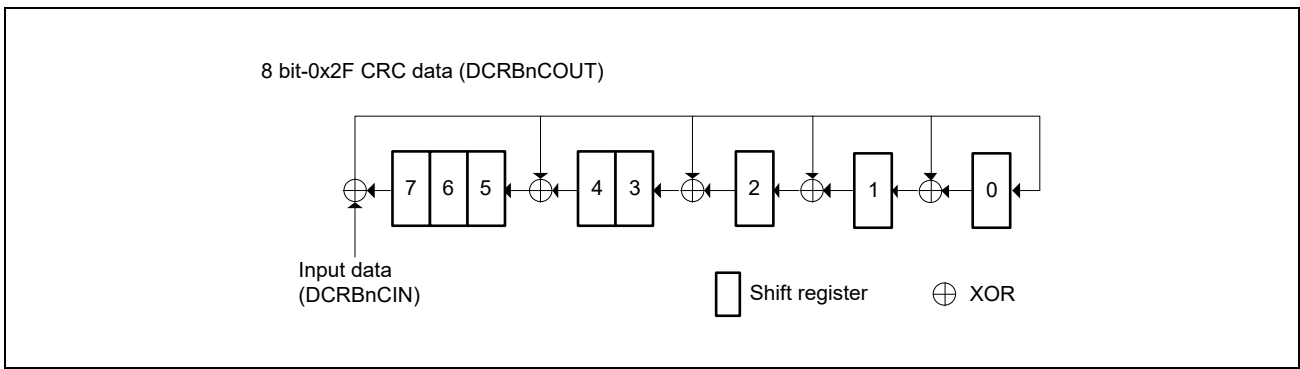 8 bit-0x2F CRC data (DCRBnCOUT)
7 6 5 4 3 2 1 0
Input data
(DCRBnCIN)
Shift register
XOR